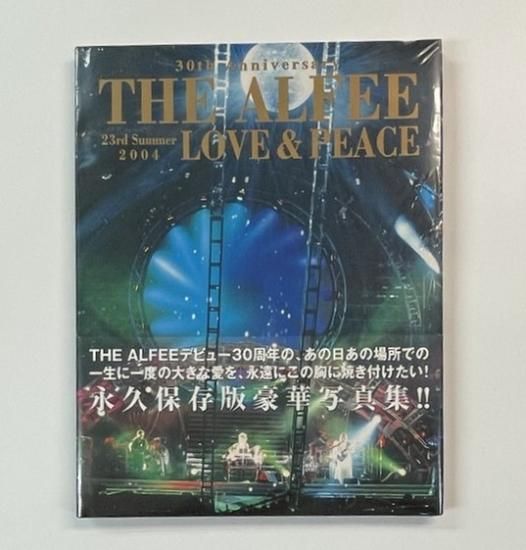 30th Anniversary
THE ALFEE
23rd Summer
2004
LOVE & PEACE
THE ALFEEデビュー30周年の、あの日あの場所での
一生に一度の大きな愛を、永遠にこの胸に焼き付けたい!
永久保存版豪華写真集!!